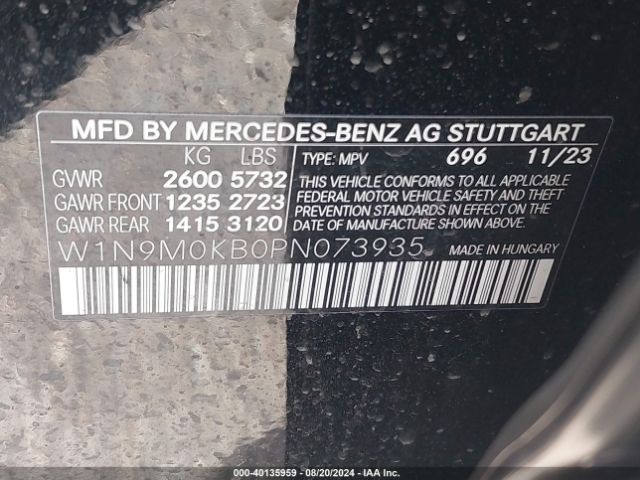 MFD BY MERCEDES-BENZ AG STUTTGART
KG LBS TYPE: MPV 696 11/23
GVWR 2600 5732
GAWR FRONT 1235 2723
GAWR REAR 1415 3120
THIS VEHICLE CONFORMS TO ALL APPLICABLE
FEDERAL MOTOR VEHICLE SAFETY AND THEFT
PREVENTION STANDARDS IN EFFECT ON THE
DATE OF MANUFACTURE SHOWN ABOVE.
W1N9M0KB0PN073935 MADE IN HUNGARY
000-40135959 - 08/20/2024 - IAA Inc.